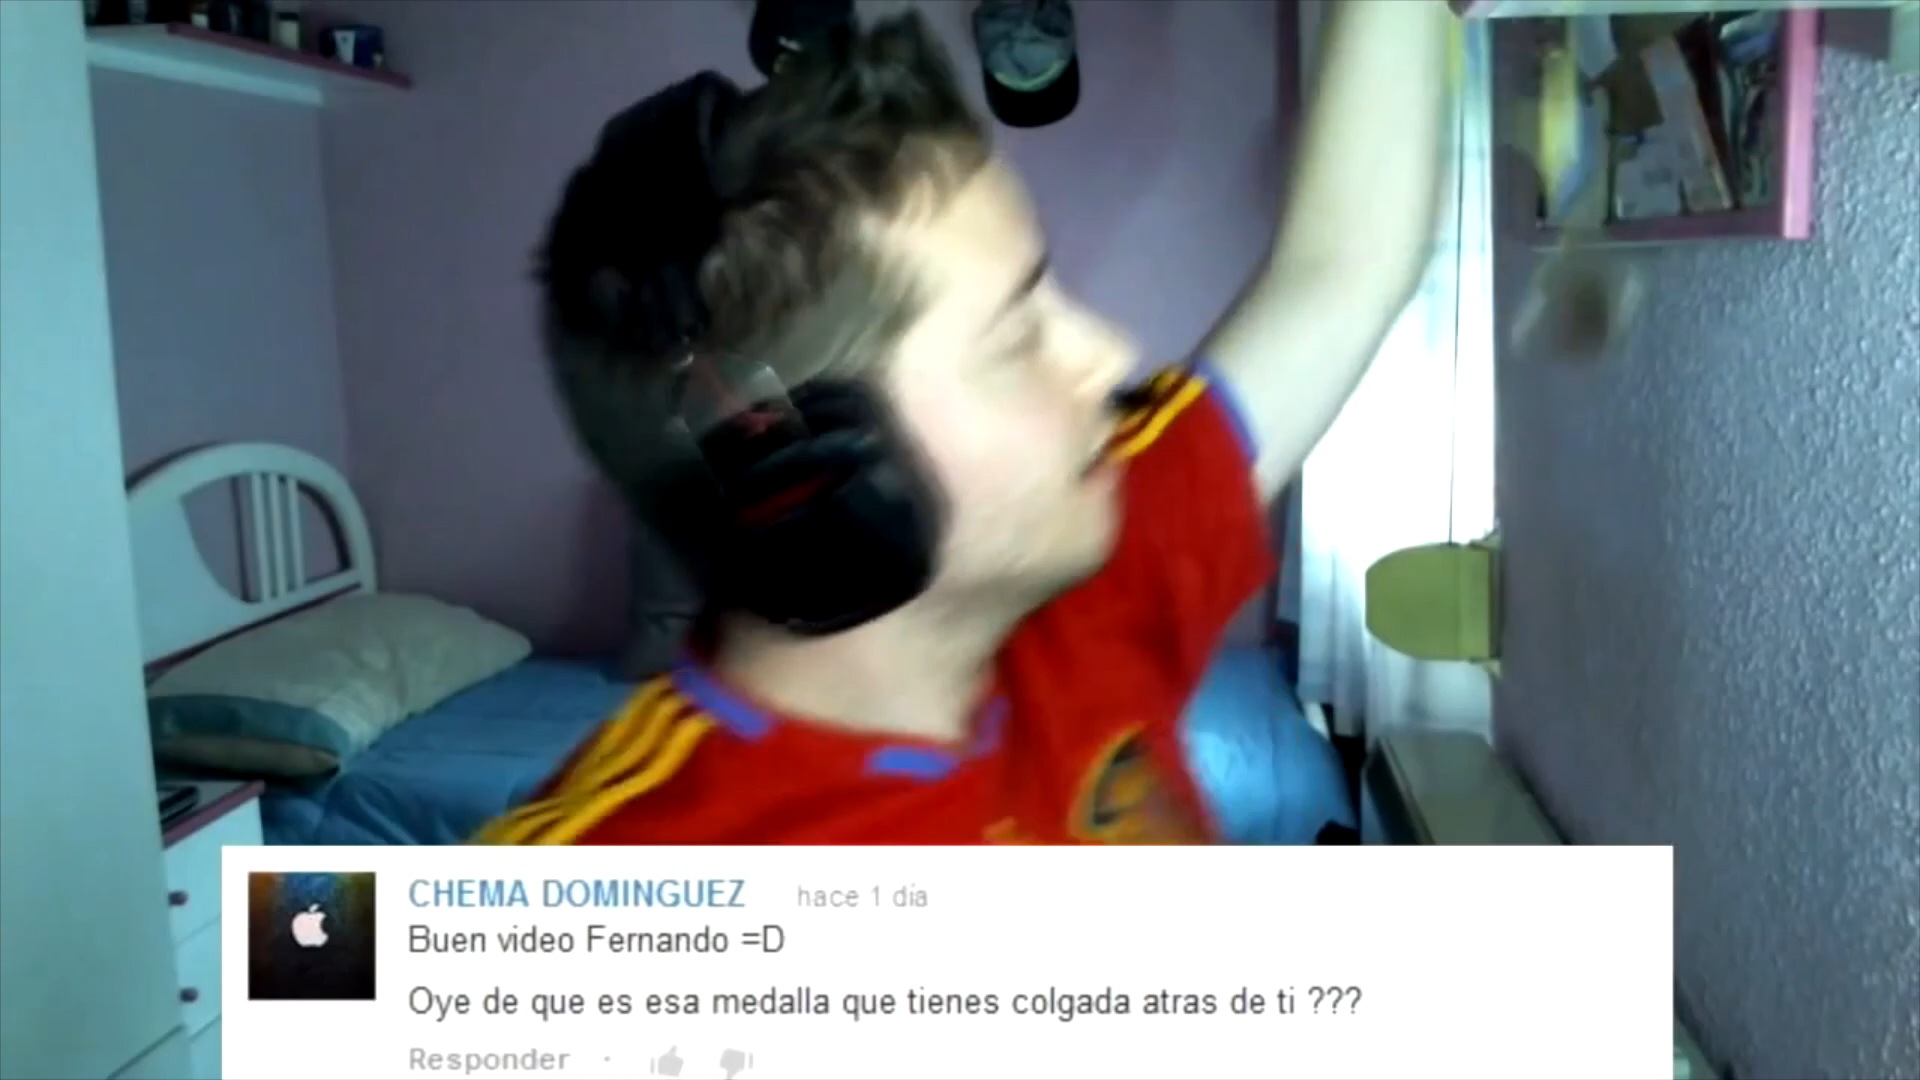 CHEMA DOMINGUEZ hace 1 día
Buen video Fernando =D
Oye de que es esa medalla que tienes colgada atras de ti ???
Responder ·